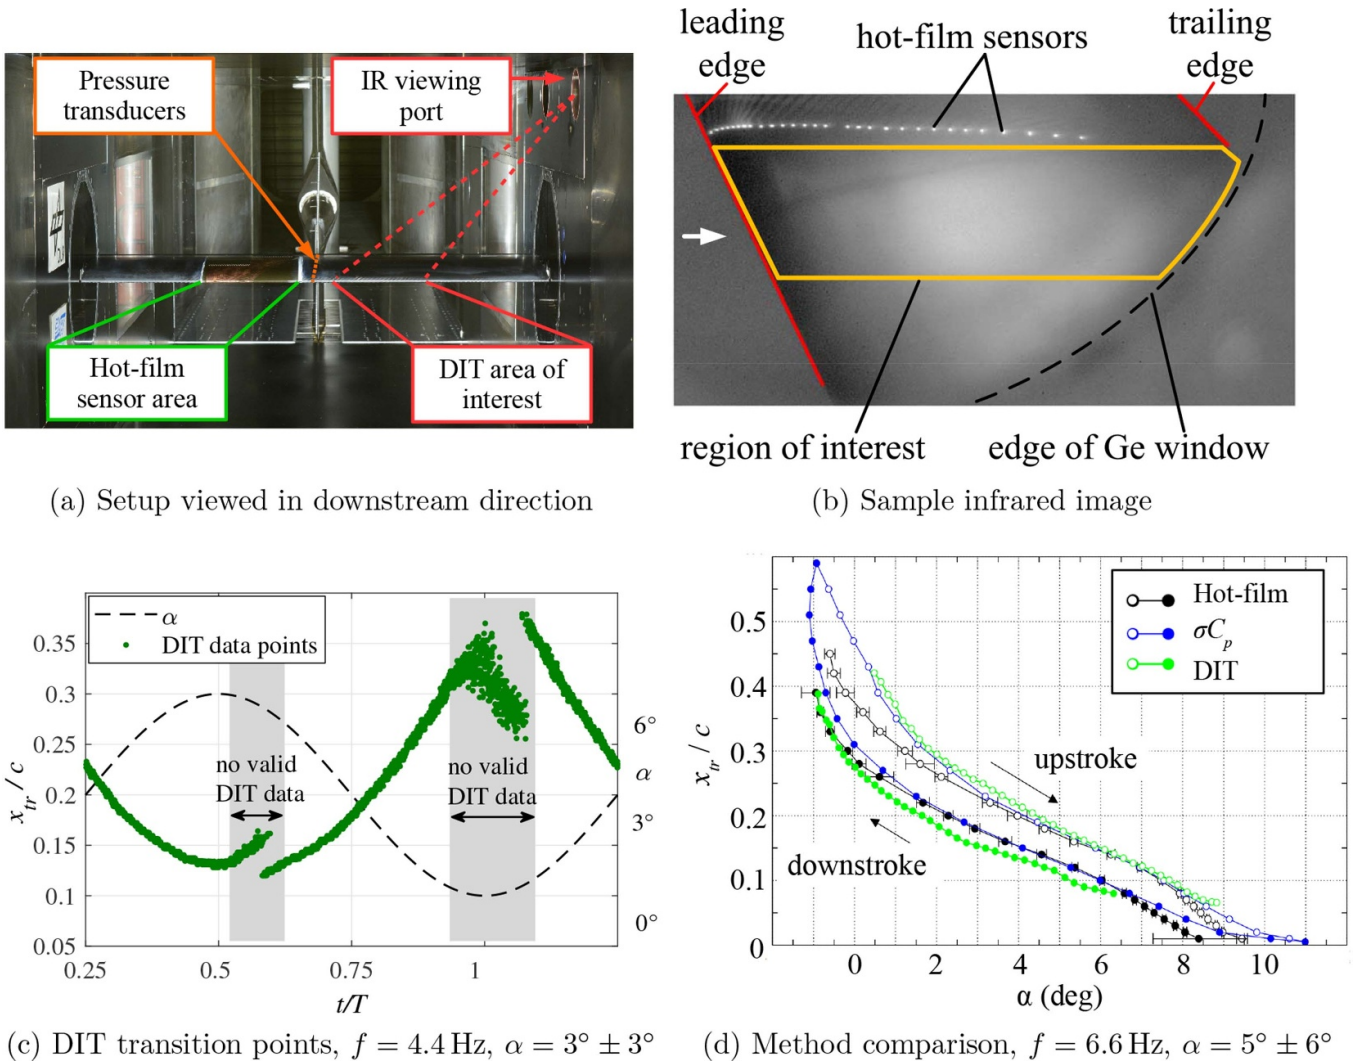 Pressure
transducers
IR viewing
port
Hot-film
sensor area
DIT area of
interest
(a) Setup viewed in downstream direction
leading
edge
hot-film sensors
trailing
edge
region of interest
edge of Ge window
(b) Sample infrared image
α
DIT data points
no valid
DIT data
no valid
DIT data
x_tr / c
0.35
0.3
0.25
0.2
0.15
0.1
0.05
6°
α
3°
0°
0.25
0.5
0.75
1
t/T
(c) DIT transition points, f = 4.4 Hz, α = 3° ± 3°
Hot-film
σC_p
DIT
upstroke
downstroke
x_tr / c
0.5
0.4
0.3
0.2
0.1
0
0
2
4
6
8
10
α (deg)
(d) Method comparison, f = 6.6 Hz, α = 5° ± 6°